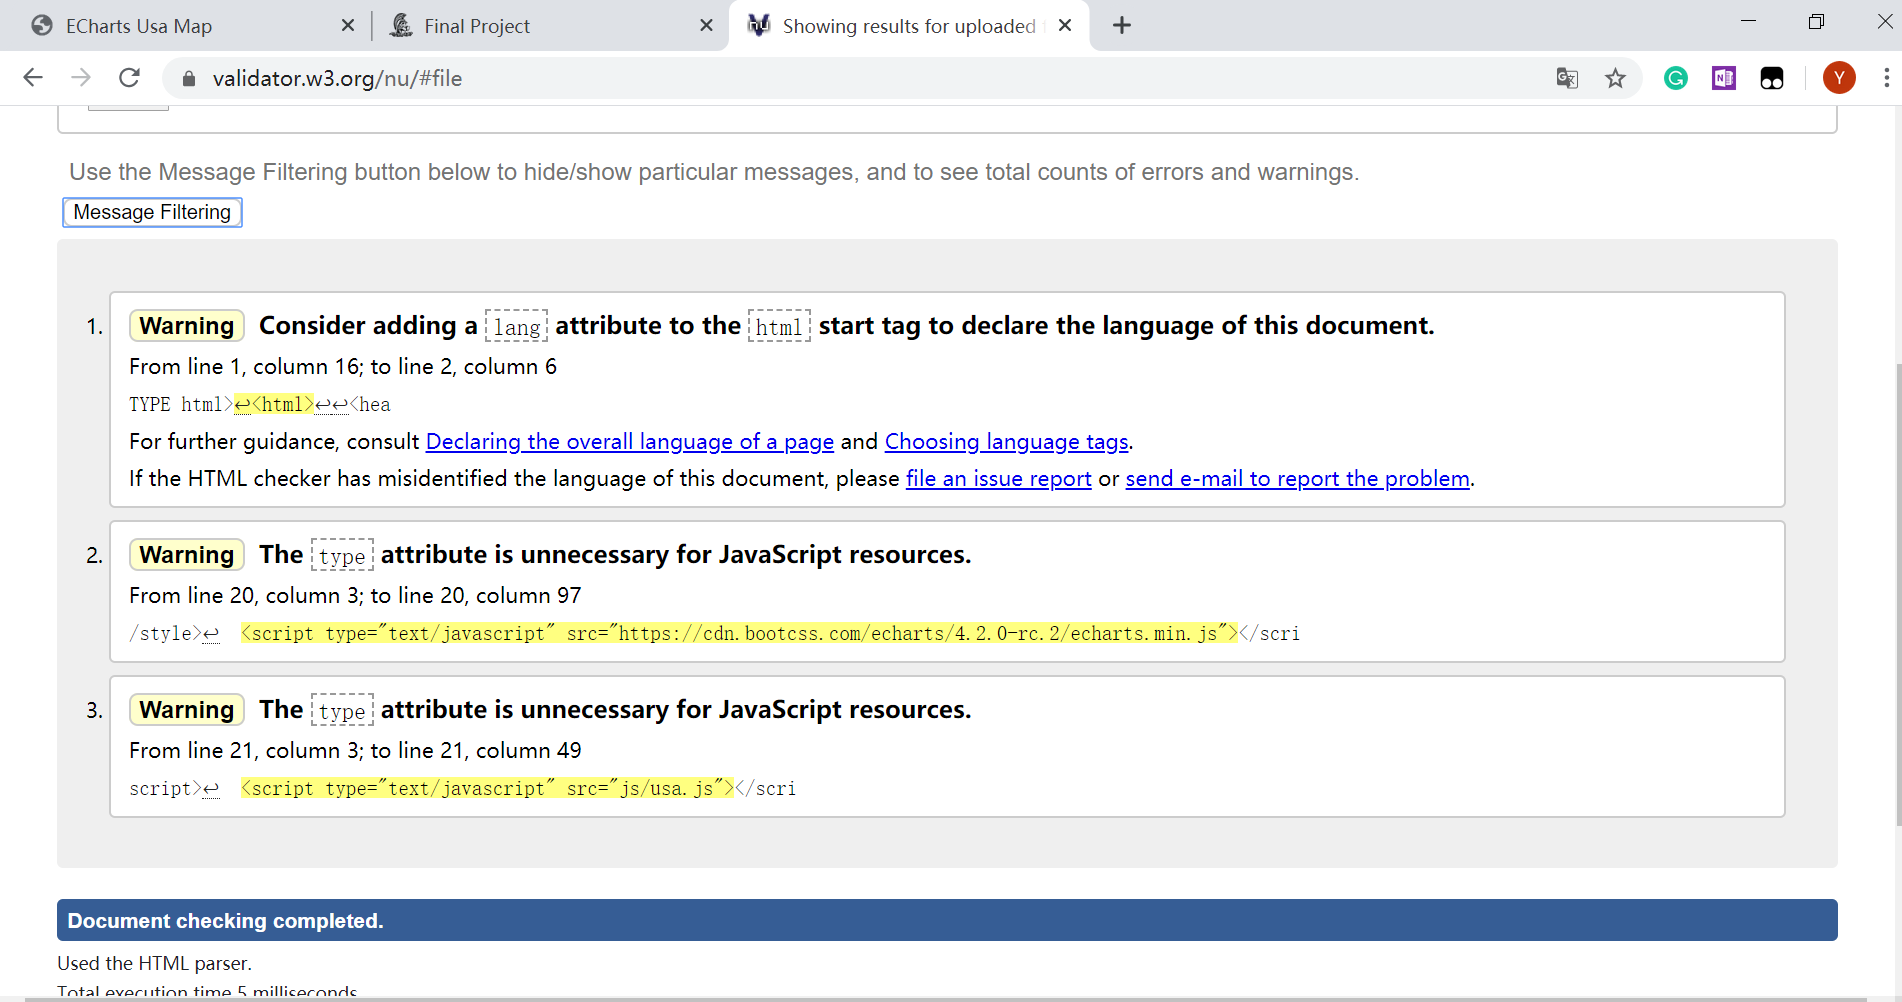 ECharts Usa Map
Final Project
Showing results for uploaded
validator.w3.org/nu/#file
Y
Use the Message Filtering button below to hide/show particular messages, and to see total counts of errors and warnings.
Message Filtering
1. Warning Consider adding a lang attribute to the html start tag to declare the language of this document.
From line 1, column 16; to line 2, column 6
TYPE html>↩<html>↩↩<hea
For further guidance, consult Declaring the overall language of a page and Choosing language tags.
If the HTML checker has misidentified the language of this document, please file an issue report or send e-mail to report the problem.
2. Warning The type attribute is unnecessary for JavaScript resources.
From line 20, column 3; to line 20, column 97
/style>↩ <script type="text/javascript" src="https://cdn.bootcss.com/echarts/4.2.0-rc.2/echarts.min.js"></scri
3. Warning The type attribute is unnecessary for JavaScript resources.
From line 21, column 3; to line 21, column 49
script>↩ <script type="text/javascript" src="js/usa.js"></scri
Document checking completed.
Used the HTML parser.
Total execution time 5 milliseconds.